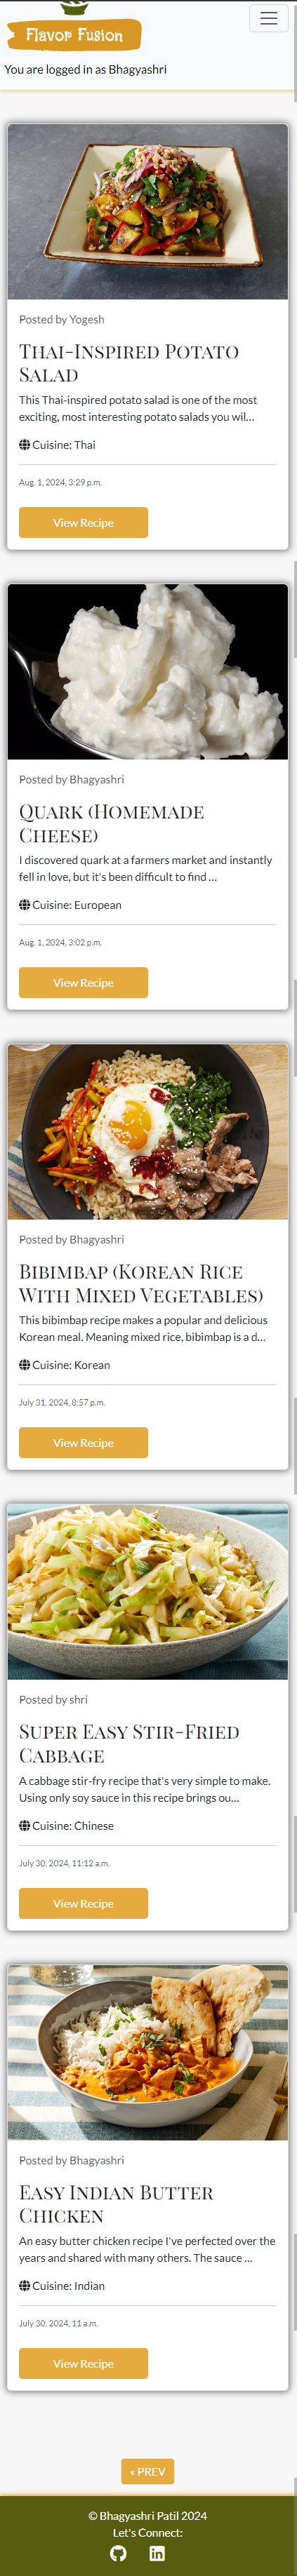 Flavor Fusion
You are logged in as Bhagyashri
Posted by Yogesh
Thai-Inspired Potato
Salad
This Thai-inspired potato salad is one of the most
exciting, most interesting potato salads you wil...
Cuisine: Thai
Aug. 1, 2024, 3:29 p.m.
View Recipe
Posted by Bhagyashri
Quark (Homemade
Cheese)
I discovered quark at a farmers market and instantly
fell in love, but it's been difficult to find ...
Cuisine: European
Aug. 1, 2024, 3:02 p.m.
View Recipe
Posted by Bhagyashri
Bibimbap (Korean Rice
With Mixed Vegetables)
This bibimbap recipe makes a popular and delicious
Korean meal. Meaning mixed rice, bibimbap is a d...
Cuisine: Korean
July 31, 2024, 8:57 p.m.
View Recipe
Posted by shri
Super Easy Stir-Fried
Cabbage
A cabbage stir-fry recipe that's very simple to make.
Using only soy sauce in this recipe brings ou...
Cuisine: Chinese
July 30, 2024, 11:12 a.m.
View Recipe
Posted by Bhagyashri
Easy Indian Butter
Chicken
An easy butter chicken recipe I've perfected over the
years and shared with many others. The sauce ...
Cuisine: Indian
July 30, 2024, 11 a.m.
View Recipe
« PREV
© Bhagyashri Patil 2024
Let's Connect: